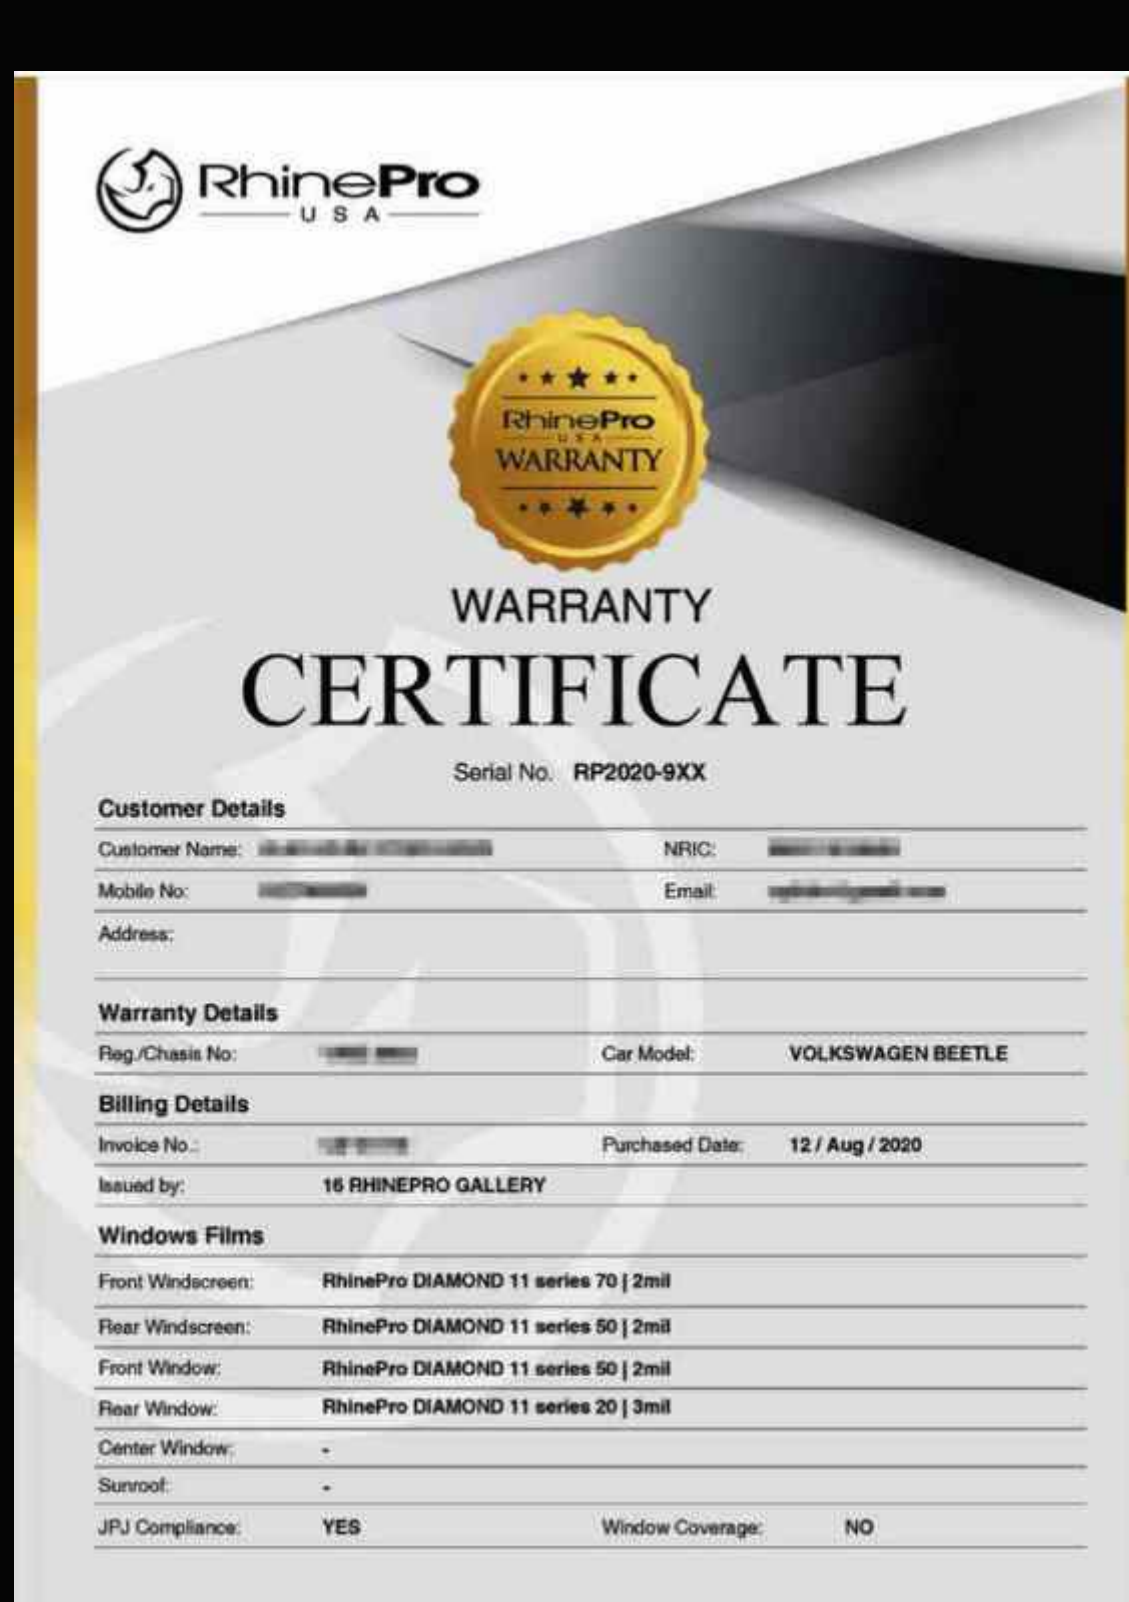 RhinePro
USA
RhinePro
USA
WARRANTY
WARRANTY
CERTIFICATE
Serial No. RP2020-9XX
Customer Details
Customer Name: NRIC:
Mobile No: Email:
Address:
Warranty Details
Reg./Chasis No: Car Model: VOLKSWAGEN BEETLE
Billing Details
Invoice No.: Purchased Date: 12 / Aug / 2020
Issued by: 16 RHINEPRO GALLERY
Windows Films
Front Windscreen: RhinePro DIAMOND 11 series 70 | 2mil
Rear Windscreen: RhinePro DIAMOND 11 series 50 | 2mil
Front Window: RhinePro DIAMOND 11 series 50 | 2mil
Rear Window: RhinePro DIAMOND 11 series 20 | 3mil
Center Window: -
Sunroof: -
JPJ Compliance: YES Window Coverage: NO